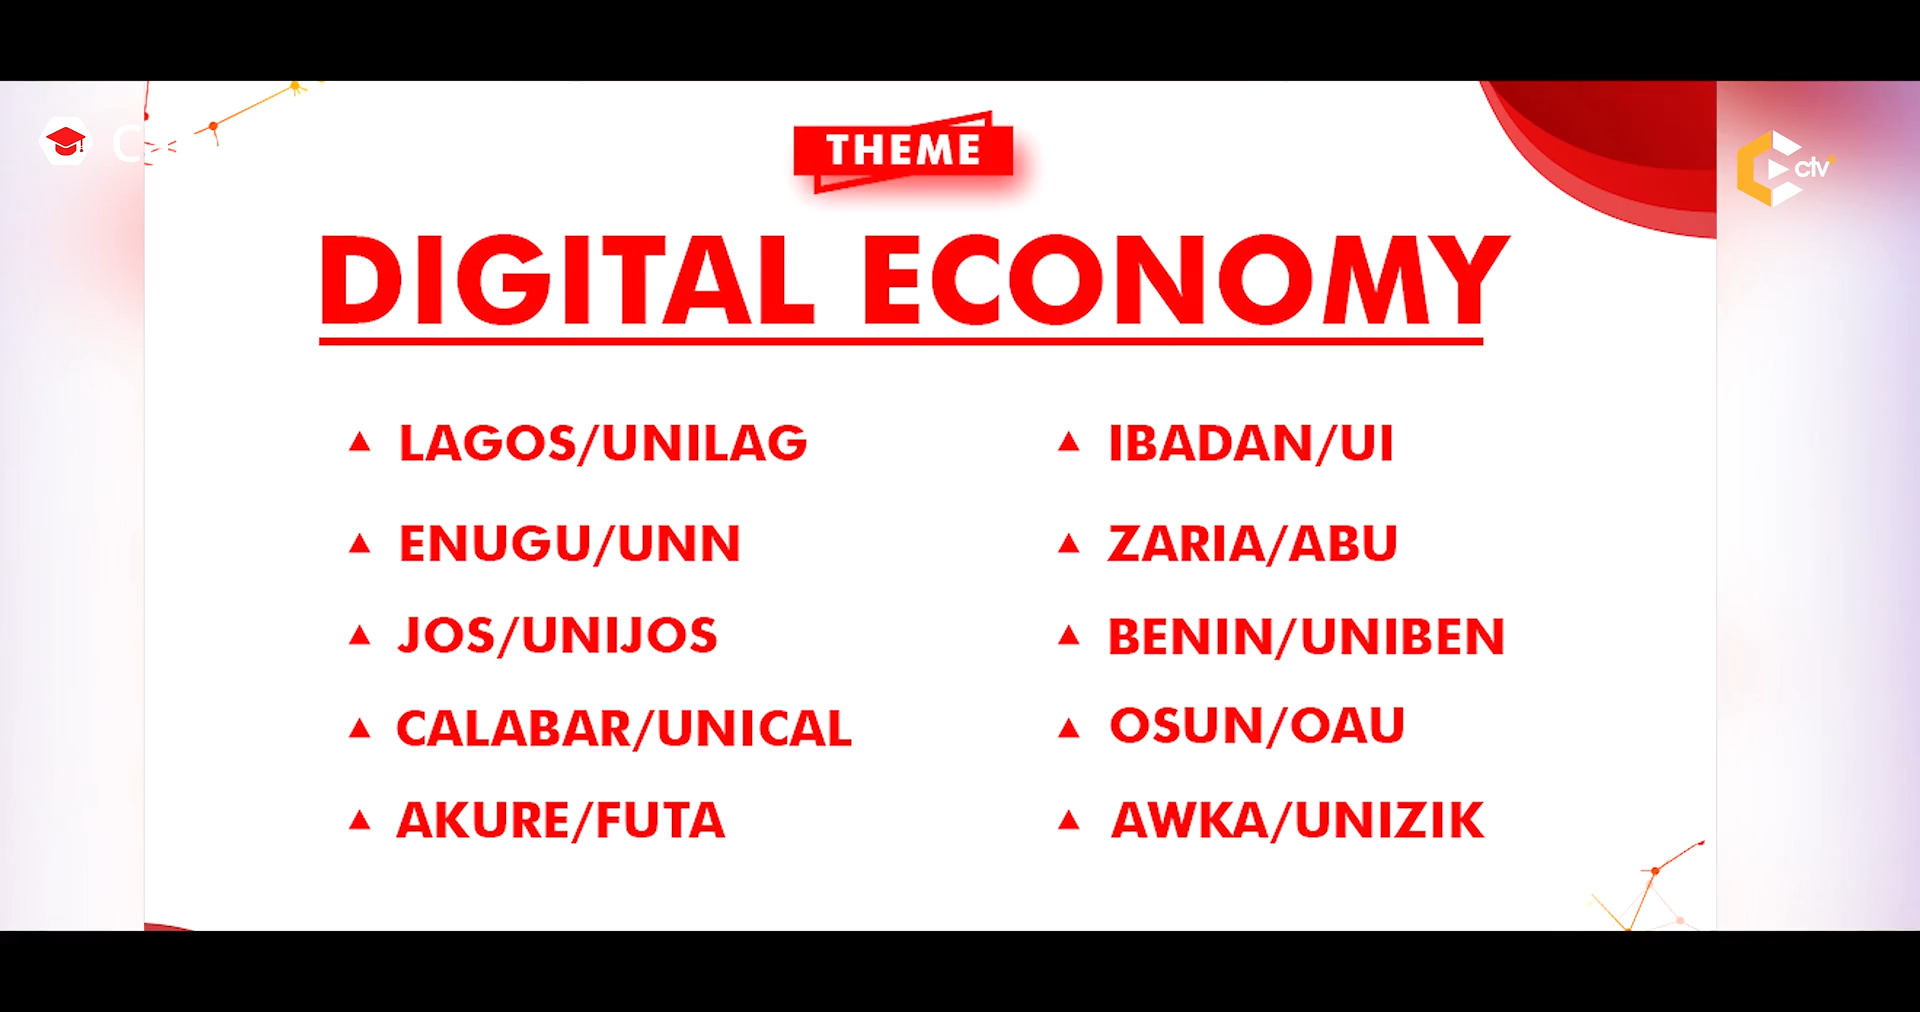 THEME
ctv
DIGITAL ECONOMY
▲ LAGOS/UNILAG
▲ ENUGU/UNN
▲ JOS/UNIJOS
▲ CALABAR/UNICAL
▲ AKURE/FUTA
▲ IBADAN/UI
▲ ZARIA/ABU
▲ BENIN/UNIBEN
▲ OSUN/OAU
▲ AWKA/UNIZIK